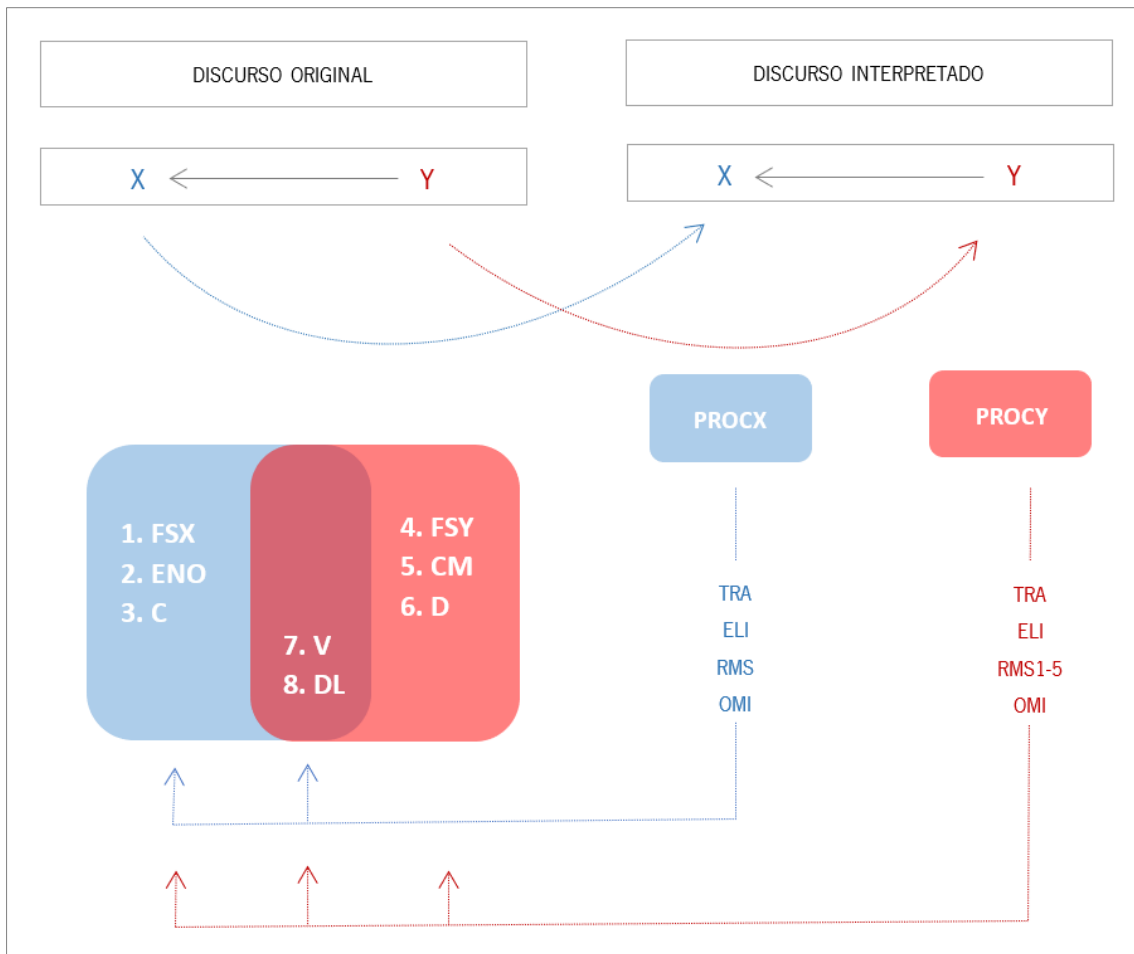 DISCURSO ORIGINAL
DISCURSO INTERPRETADO
X Y
X Y
PROCX
PROCY
1. FSX
2. ENO
3. C
4. FSY
5. CM
6. D
7. V
8. DL
TRA
ELI
RMS
OMI
TRA
ELI
RMS1-5
OMI